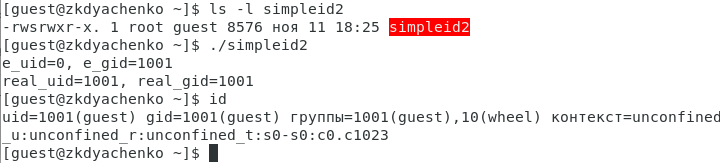 [guest@zkdyachenko ~]$ ls -l simpleid2
-rwsrwxr-x. 1 root guest 8576 ноя 11 18:25 simpleid2
[guest@zkdyachenko ~]$ ./simpleid2
e_uid=0, e_gid=1001
real_uid=1001, real_gid=1001
[guest@zkdyachenko ~]$ id
uid=1001(guest) gid=1001(guest) группы=1001(guest),10(wheel) контекст=unconfined
_u:unconfined_r:unconfined_t:s0-s0:c0.c1023
[guest@zkdyachenko ~]$